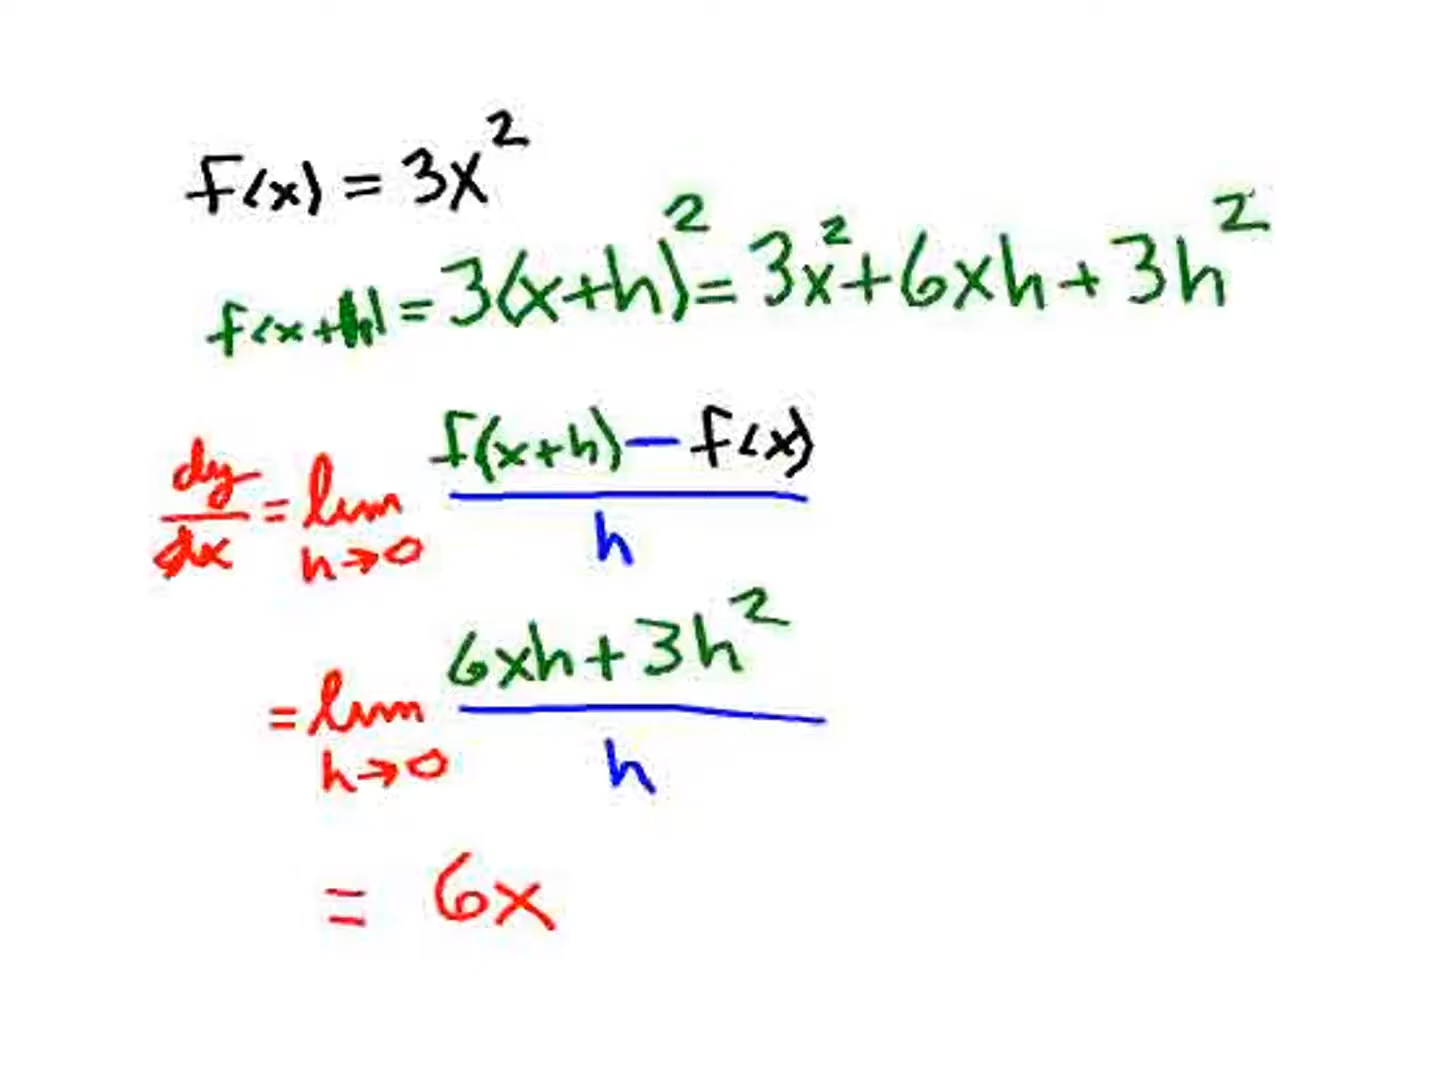 f(x) = 3x²
f(x+h) = 3(x+h)² = 3x² + 6xh + 3h²
dy/dx = lim h→0 (f(x+h) − f(x))/h
= lim h→0 (6xh + 3h²)/h
= 6x